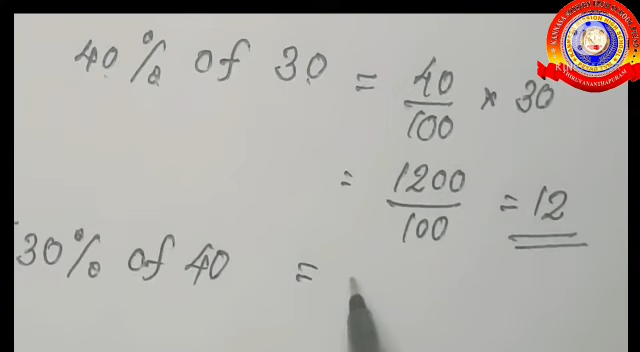 40% of 30 = 40/100 × 30
= 1200/100 = 12
30% of 40 =